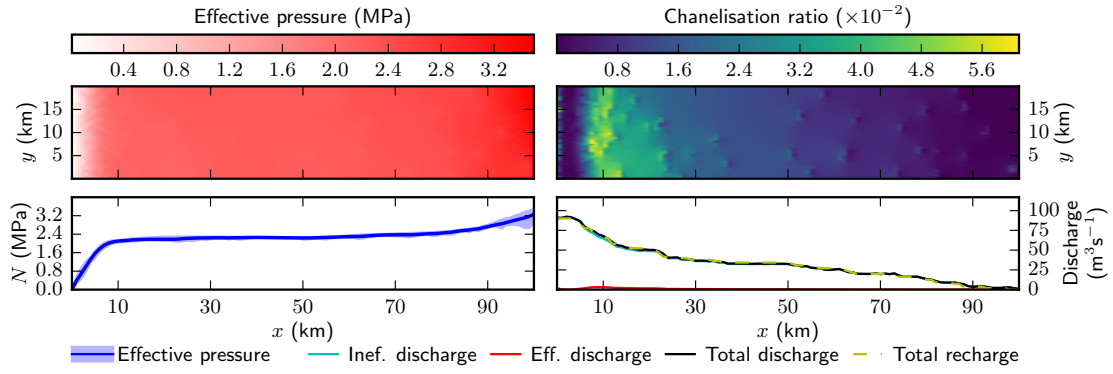 Effective pressure (MPa) Chanelisation ratio (×10⁻²)
0.4 0.8 1.2 1.6 2.0 2.4 2.8 3.2 0.8 1.6 2.4 3.2 4.0 4.8 5.6
y (km) 15 10 5 15 10 5 y (km)
N (MPa) 3.2 2.4 1.6 0.8 0.0 100 75 50 25 0 Discharge (m³s⁻¹)
10 30 50 70 90 10 30 50 70 90
x (km) x (km)
Effective pressure Inef. discharge Eff. discharge Total discharge Total recharge